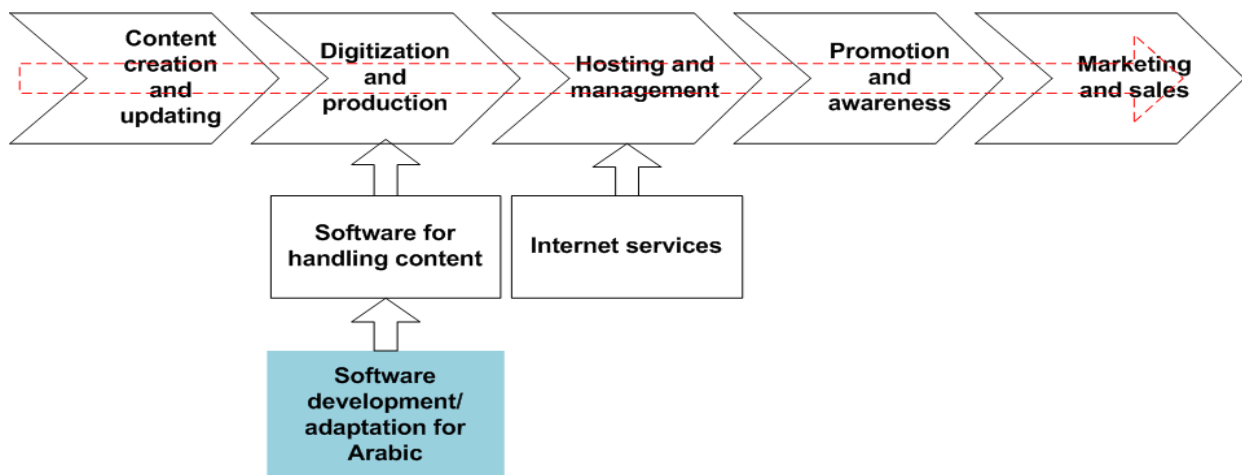 Content
creation
and
updating
Digitization
and
production
Hosting and
management
Promotion
and
awareness
Marketing
and sales
Software for
handling content
Internet services
Software
development/
adaptation for
Arabic